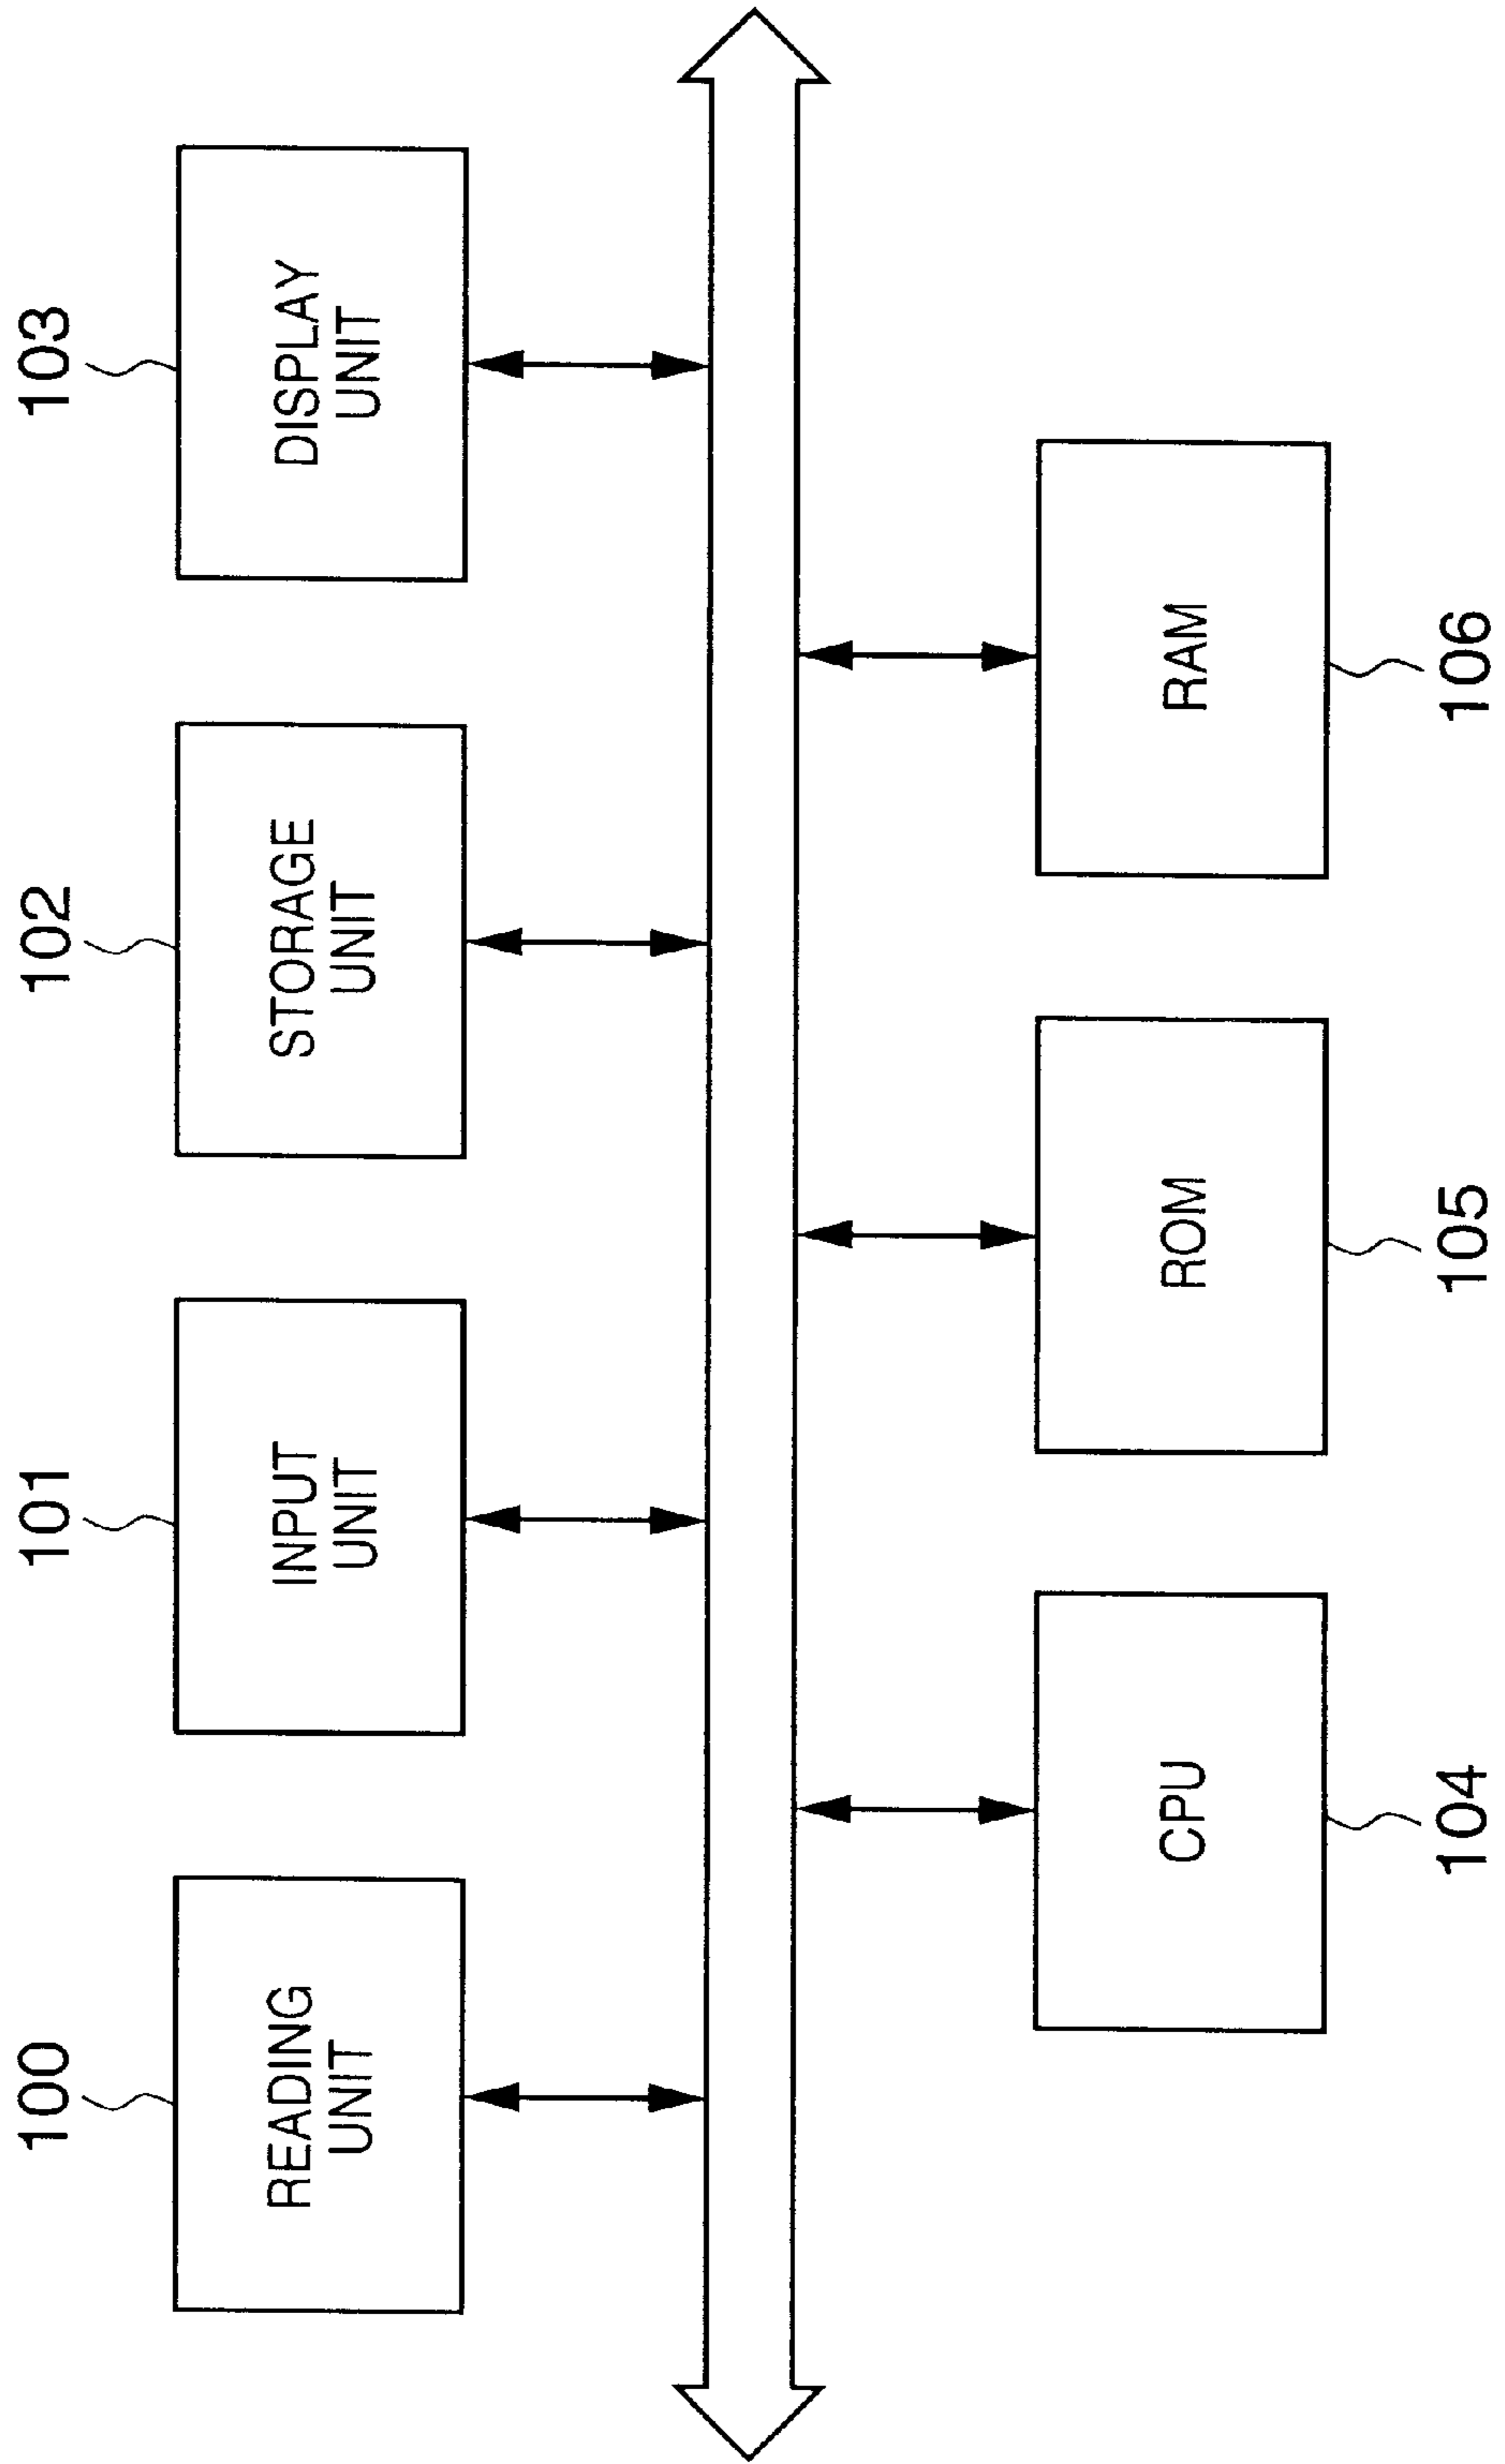 100
101
102
103
READING
UNIT
INPUT
UNIT
STORAGE
UNIT
DISPLAY
UNIT
CPU
ROM
RAM
104
105
106